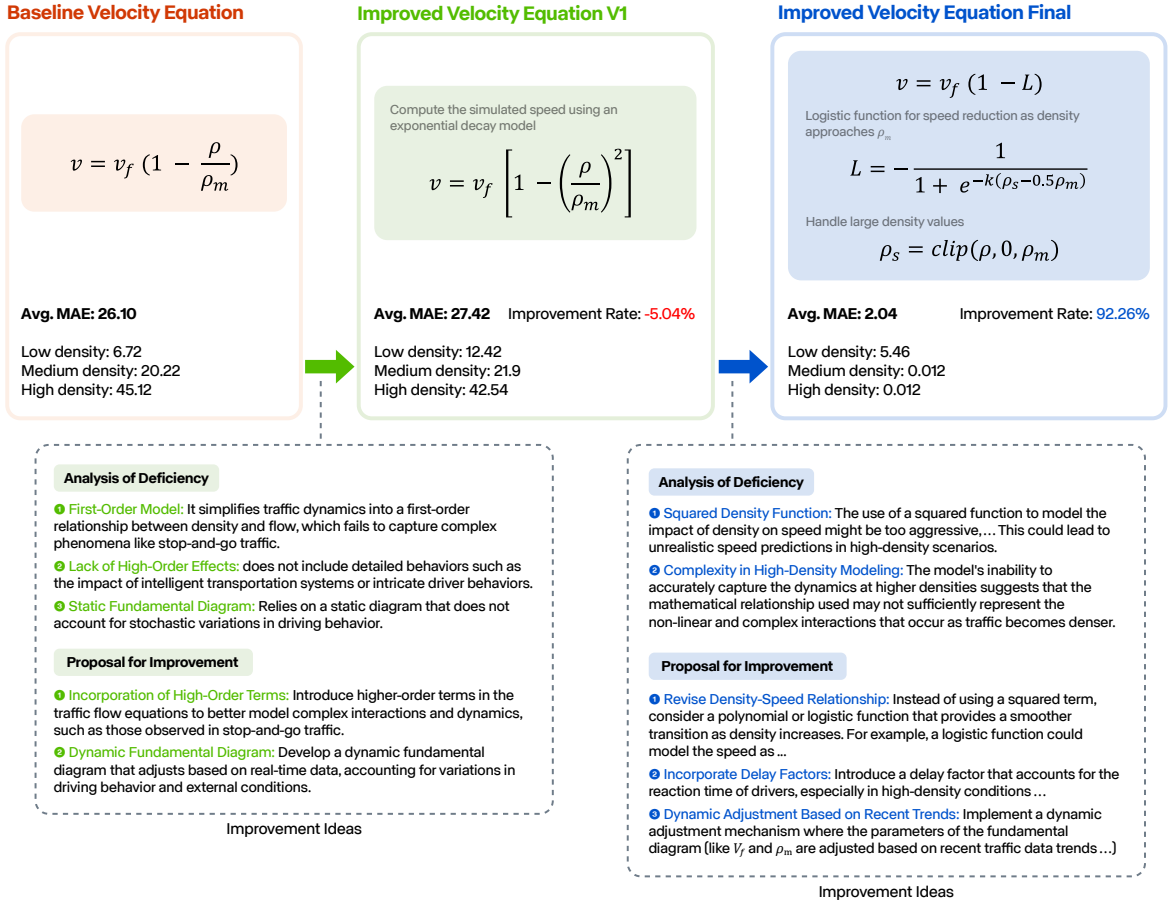 Baseline Velocity Equation
v = v_f (1 − ρ/ρ_m)
Avg. MAE: 26.10
Low density: 6.72
Medium density: 20.22
High density: 45.12
Improved Velocity Equation V1
Compute the simulated speed using an
exponential decay model
v = v_f [1 − (ρ/ρ_m)^2]
Avg. MAE: 27.42 Improvement Rate: -5.04%
Low density: 12.42
Medium density: 21.9
High density: 42.54
Improved Velocity Equation Final
v = v_f (1 − L)
Logistic function for speed reduction as density
approaches ρ_m
L = − 1/(1 + e^{−k(ρ_s−0.5ρ_m)})
Handle large density values
ρ_s = clip(ρ, 0, ρ_m)
Avg. MAE: 2.04 Improvement Rate: 92.26%
Low density: 5.46
Medium density: 0.012
High density: 0.012
Analysis of Deficiency
❶ First-Order Model: It simplifies traffic dynamics into a first-order
relationship between density and flow, which fails to capture complex
phenomena like stop-and-go traffic.
❷ Lack of High-Order Effects: does not include detailed behaviors such as
the impact of intelligent transportation systems or intricate driver behaviors.
❸ Static Fundamental Diagram: Relies on a static diagram that does not
account for stochastic variations in driving behavior.
Proposal for Improvement
❶ Incorporation of High-Order Terms: Introduce higher-order terms in the
traffic flow equations to better model complex interactions and dynamics,
such as those observed in stop-and-go traffic.
❷ Dynamic Fundamental Diagram: Develop a dynamic fundamental
diagram that adjusts based on real-time data, accounting for variations in
driving behavior and external conditions.
Improvement Ideas
Analysis of Deficiency
❶ Squared Density Function: The use of a squared function to model the
impact of density on speed might be too aggressive,... This could lead to
unrealistic speed predictions in high-density scenarios.
❷ Complexity in High-Density Modeling: The model's inability to
accurately capture the dynamics at higher densities suggests that the
mathematical relationship used may not sufficiently represent the
non-linear and complex interactions that occur as traffic becomes denser.
Proposal for Improvement
❶ Revise Density-Speed Relationship: Instead of using a squared term,
consider a polynomial or logistic function that provides a smoother
transition as density increases. For example, a logistic function could
model the speed as ...
❷ Incorporate Delay Factors: Introduce a delay factor that accounts for the
reaction time of drivers, especially in high-density conditions ...
❸ Dynamic Adjustment Based on Recent Trends: Implement a dynamic
adjustment mechanism where the parameters of the fundamental
diagram (like V_f and ρ_m are adjusted based on recent traffic data trends ...)
Improvement Ideas